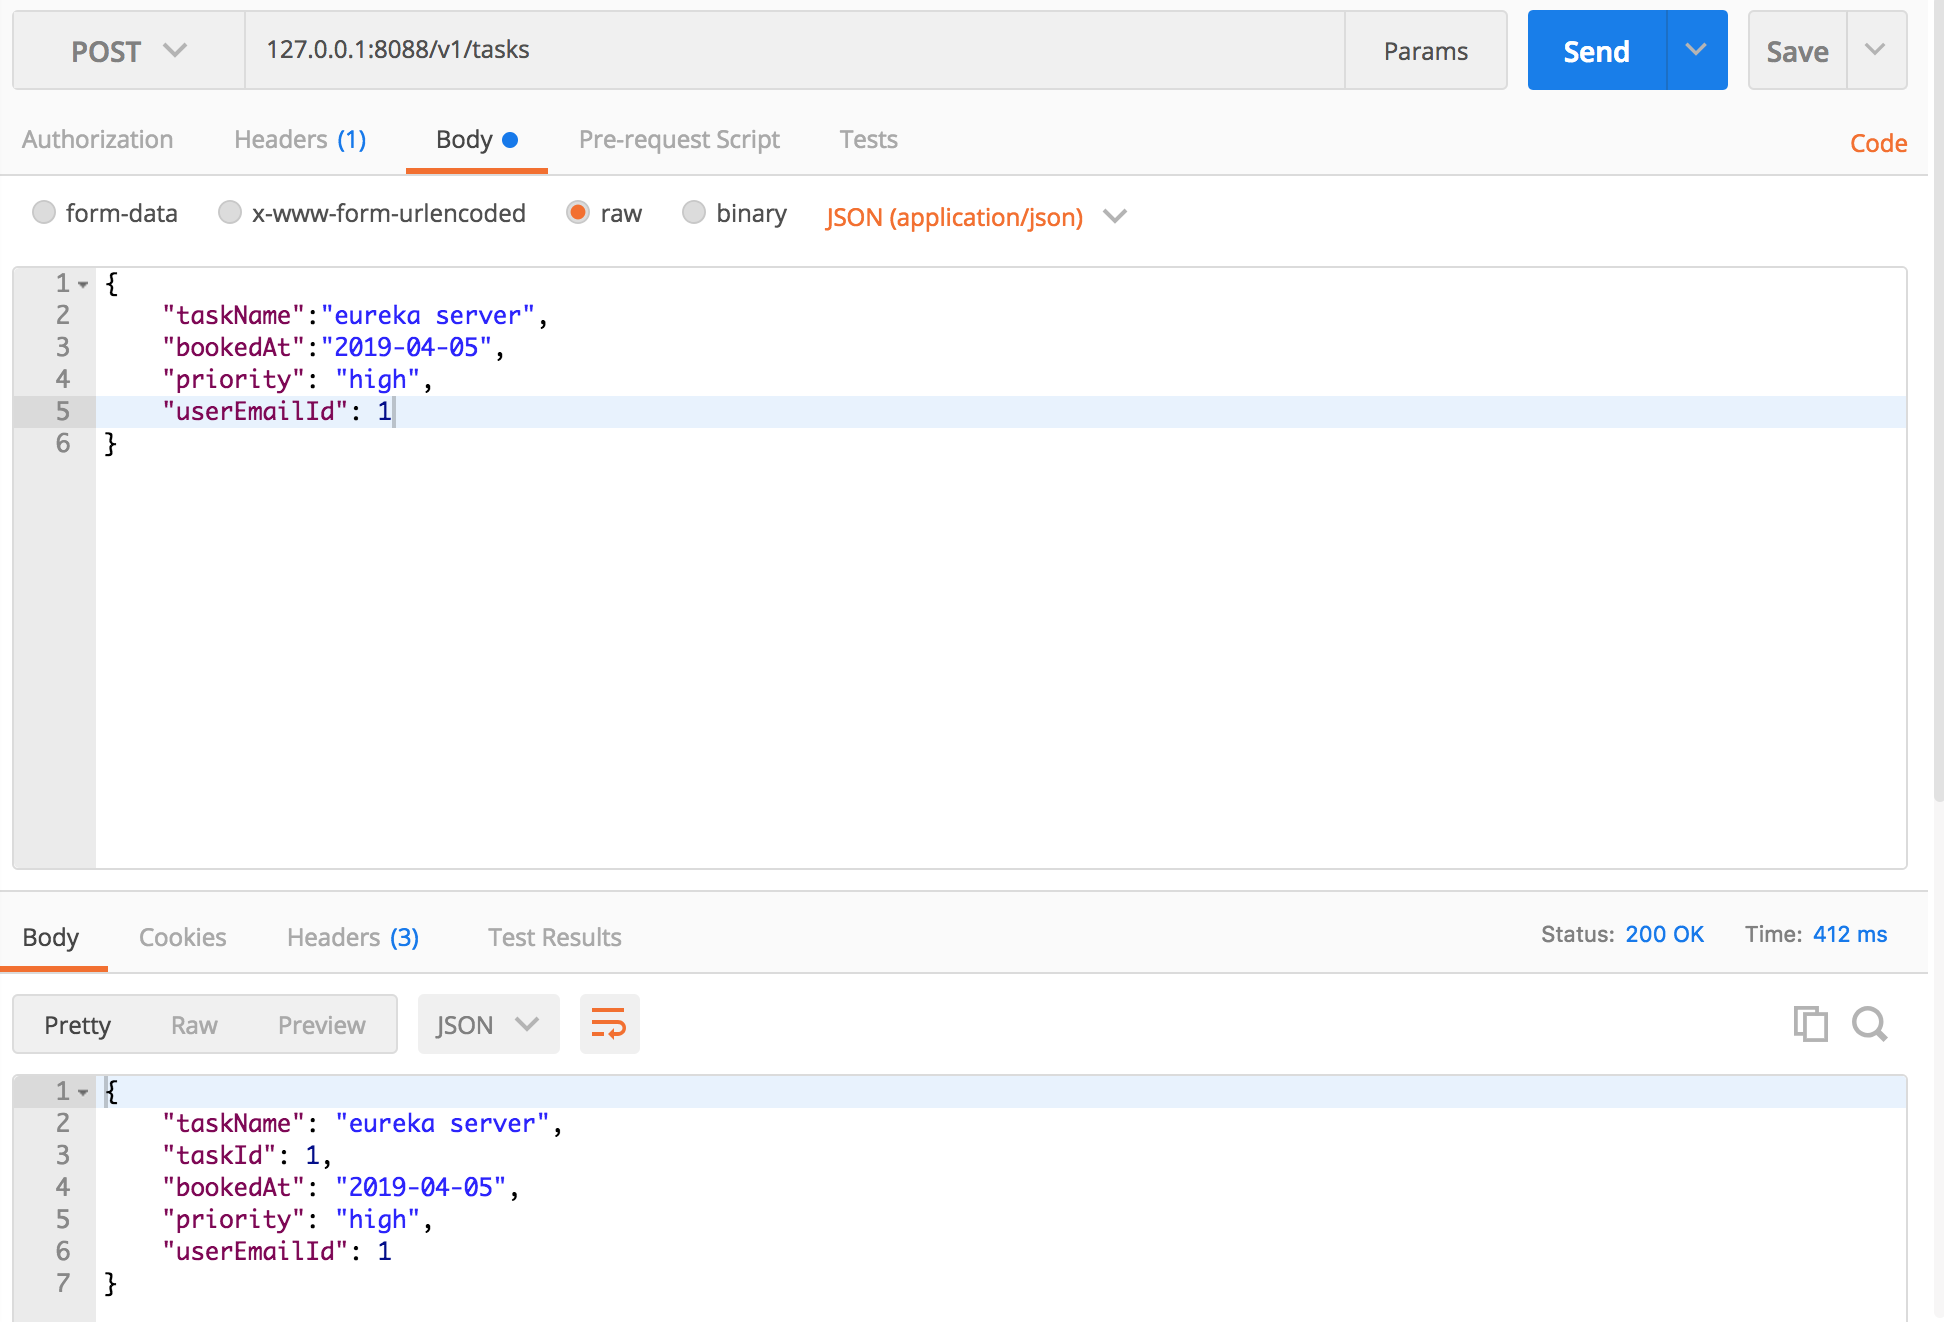 POST 127.0.0.1:8088/v1/tasks Params Send Save
Authorization Headers (1) Body Pre-request Script Tests Code
form-data x-www-form-urlencoded raw binary JSON (application/json)
1 {
2 "taskName":"eureka server",
3 "bookedAt":"2019-04-05",
4 "priority": "high",
5 "userEmailId": 1
6 }
Body Cookies Headers (3) Test Results Status: 200 OK Time: 412 ms
Pretty Raw Preview JSON
1 {
2 "taskName": "eureka server",
3 "taskId": 1,
4 "bookedAt": "2019-04-05",
5 "priority": "high",
6 "userEmailId": 1
7 }